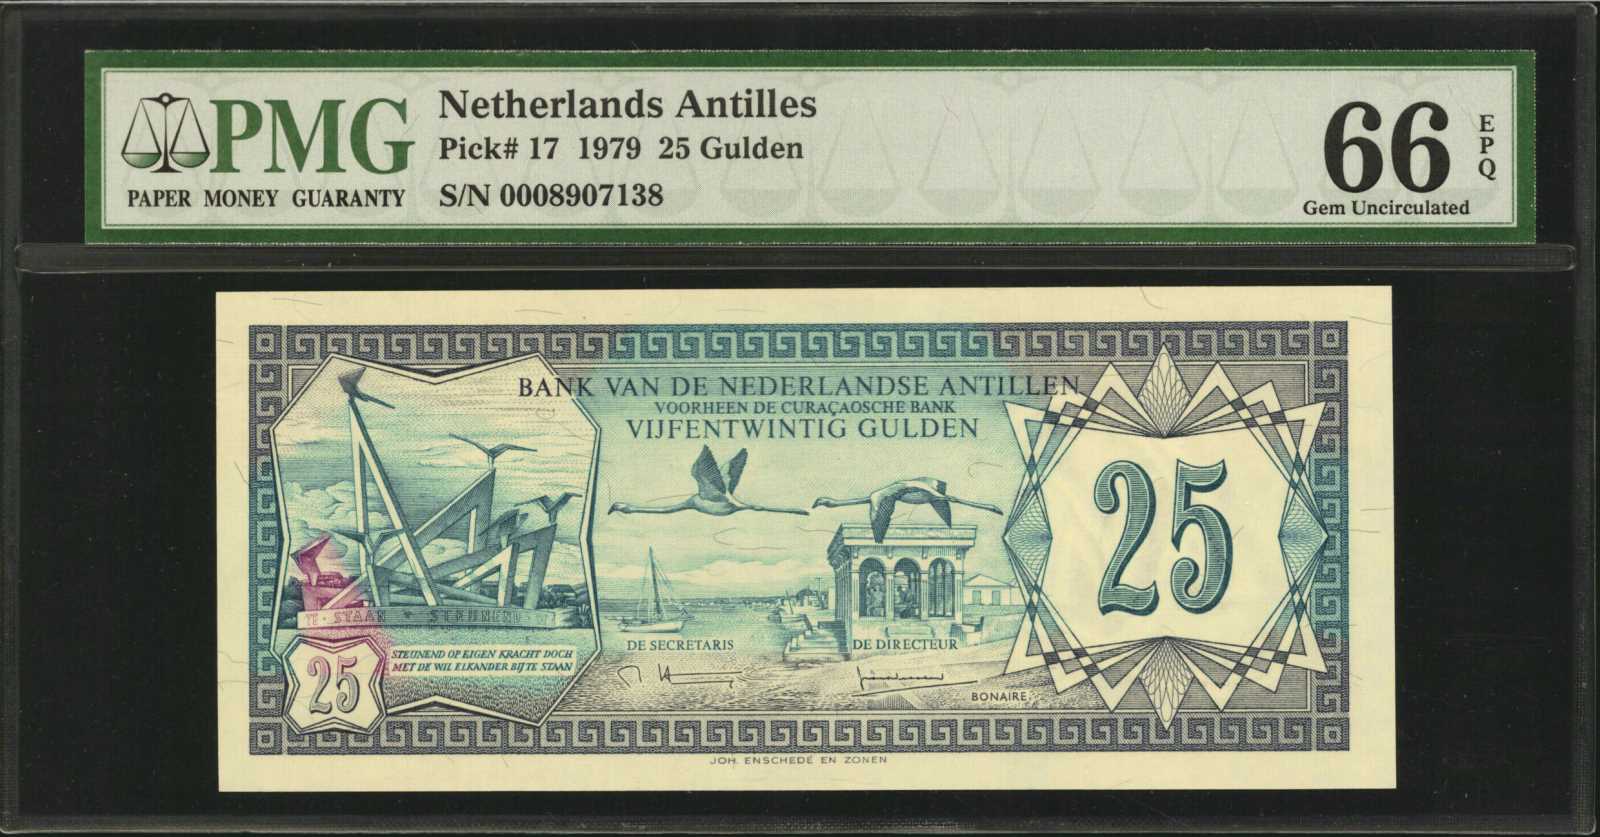 PMG
PAPER MONEY GUARANTY
Netherlands Antilles
Pick# 17 1979 25 Gulden
S/N 0008907138
66
EPQ
Gem Uncirculated
BANK VAN DE NEDERLANDSE ANTILLEN
VOORHEEN DE CURAÇAOSCHE BANK
VIJFENTWINTIG GULDEN
25
STEUNEND
STEUNEND OP EIGEN KRACHT DOCH
MET DE WIL ELKANDER BIJ TE STAAN
25
DE SECRETARIS
DE DIRECTEUR
BONAIRE.
JOH. ENSCHEDÉ EN ZONEN